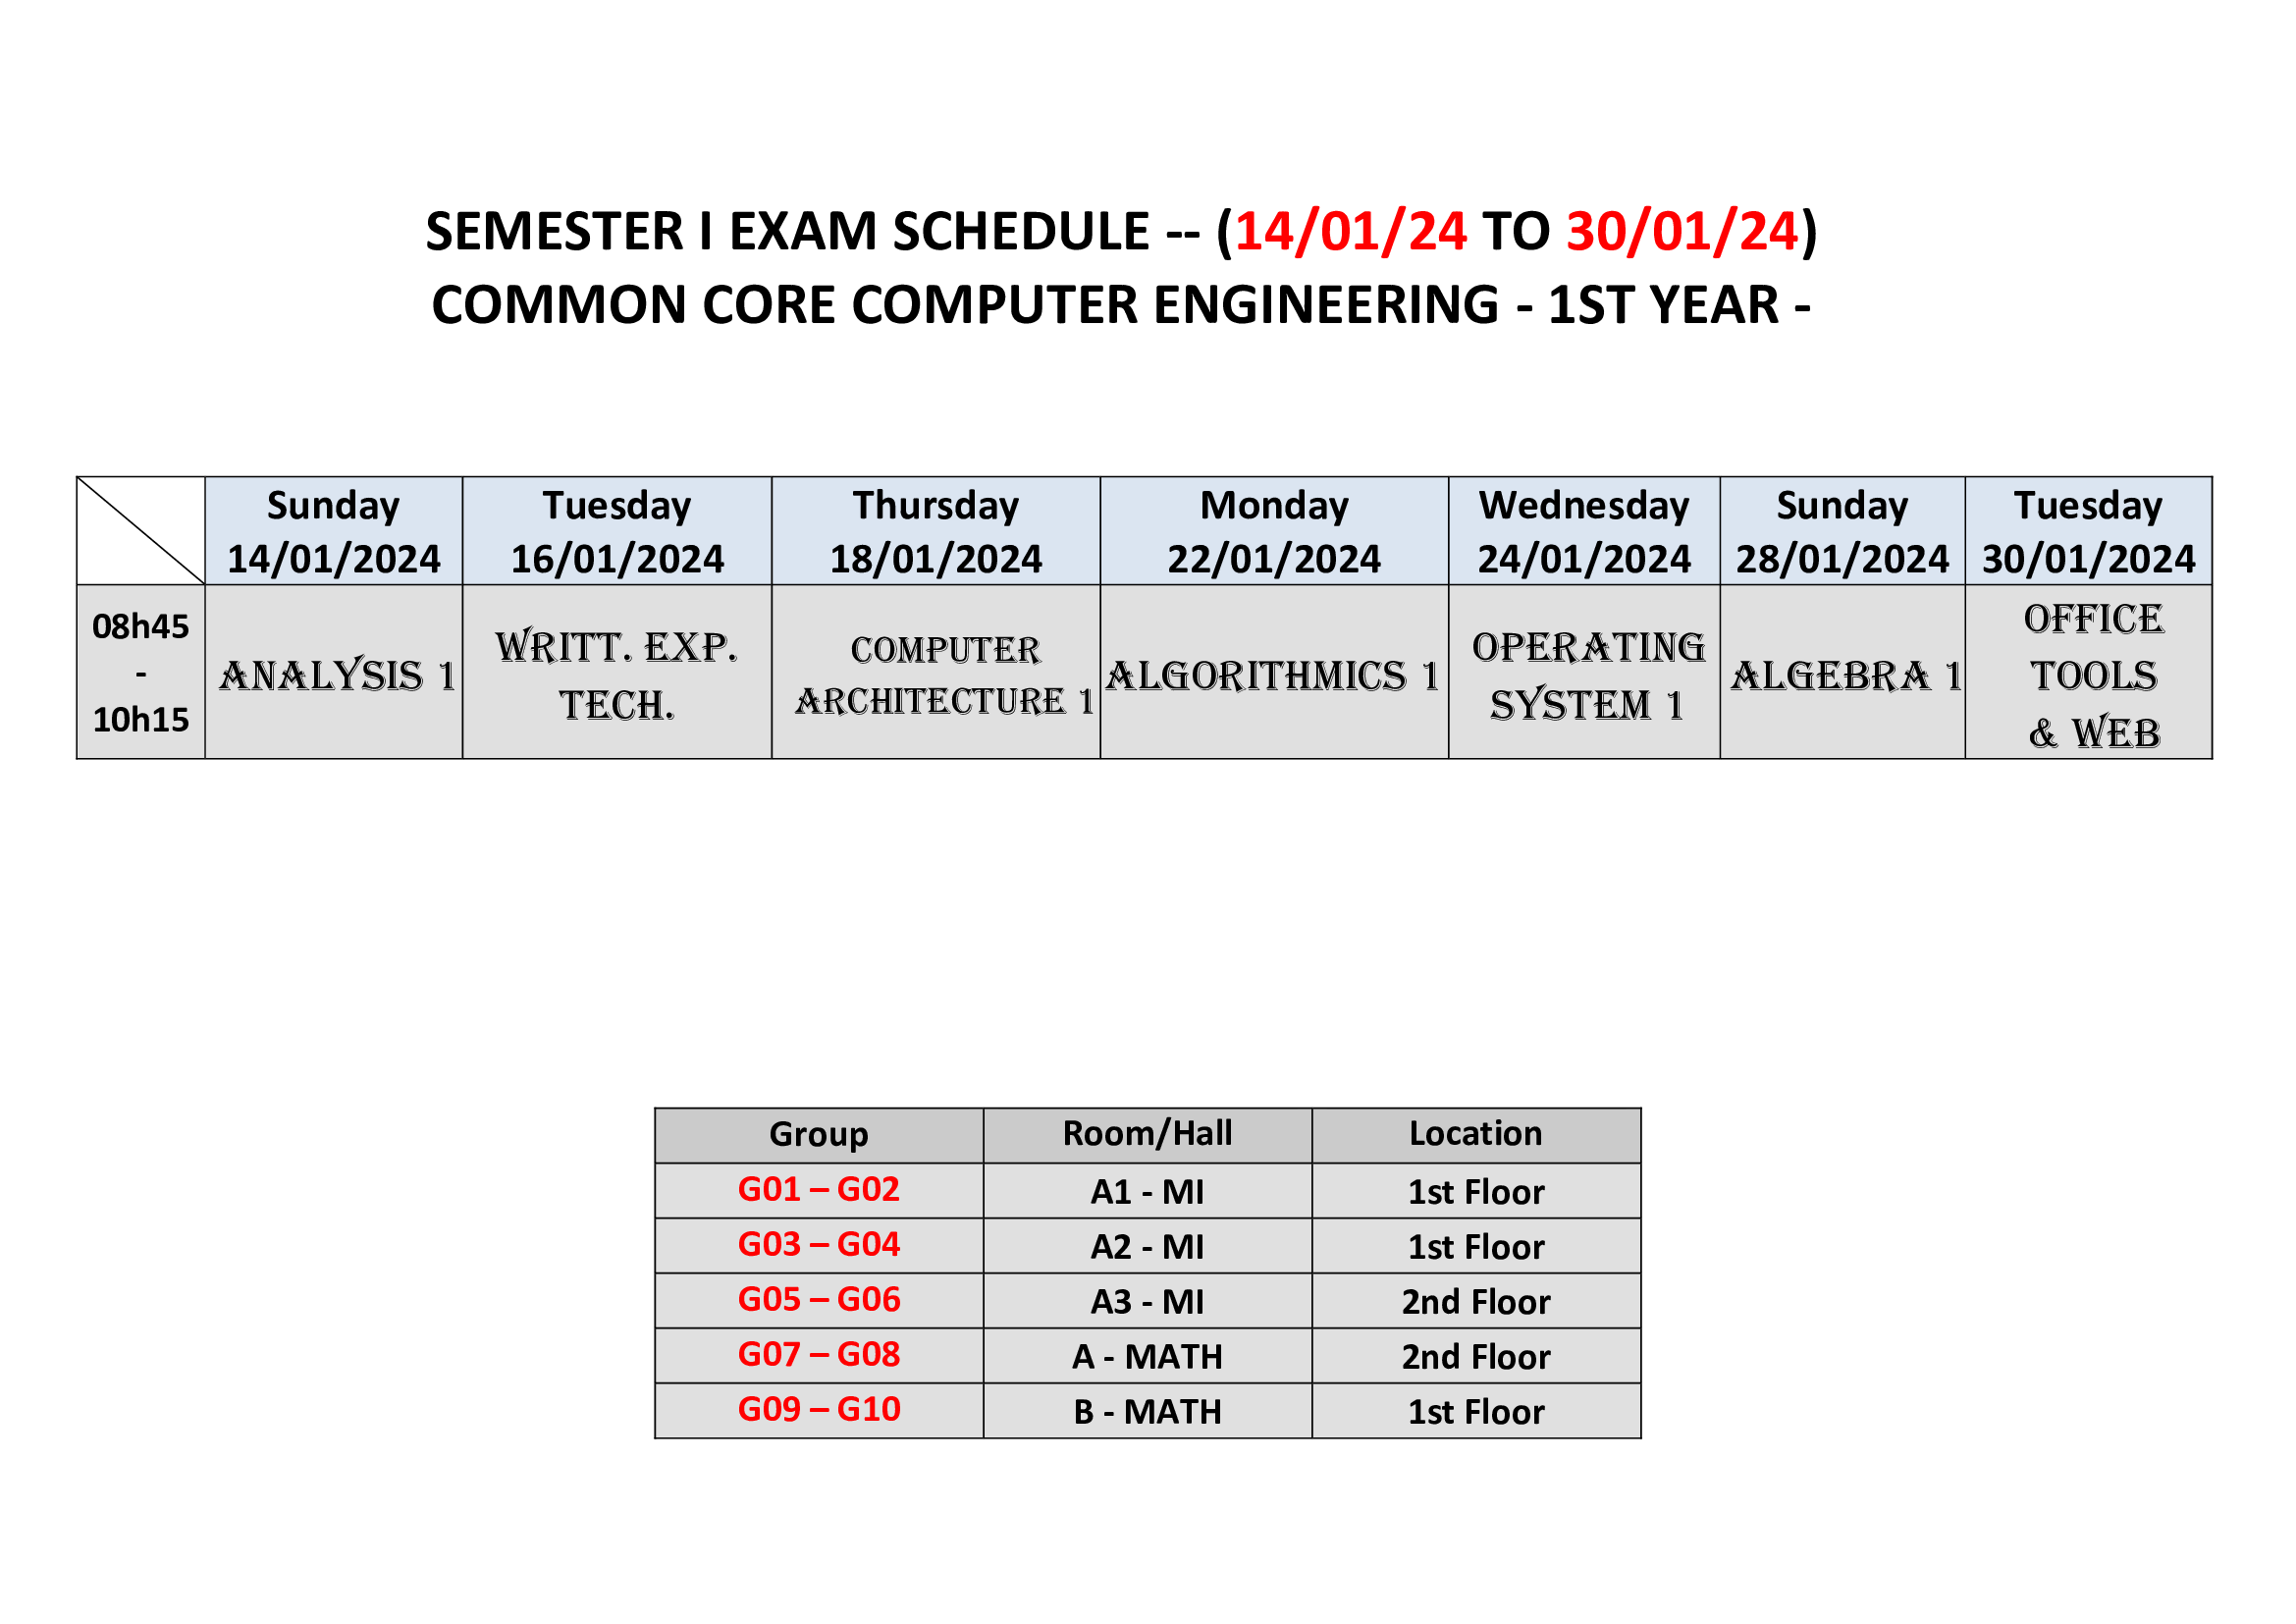 SEMESTER I EXAM SCHEDULE -- (14/01/24 TO 30/01/24)
COMMON CORE COMPUTER ENGINEERING - 1ST YEAR -
Sunday
14/01/2024
Tuesday
16/01/2024
Thursday
18/01/2024
Monday
22/01/2024
Wednesday
24/01/2024
Sunday
28/01/2024
Tuesday
30/01/2024
08h45
-
10h15
ANALYSIS 1
WRITT. EXP.
TECH.
COMPUTER
ARCHITECTURE 1
ALGORITHMICS 1
OPERATING
SYSTEM 1
ALGEBRA 1
OFFICE
TOOLS
& WEB
Group Room/Hall Location
G01 – G02 A1 - MI 1st Floor
G03 – G04 A2 - MI 1st Floor
G05 – G06 A3 - MI 2nd Floor
G07 – G08 A - MATH 2nd Floor
G09 – G10 B - MATH 1st Floor